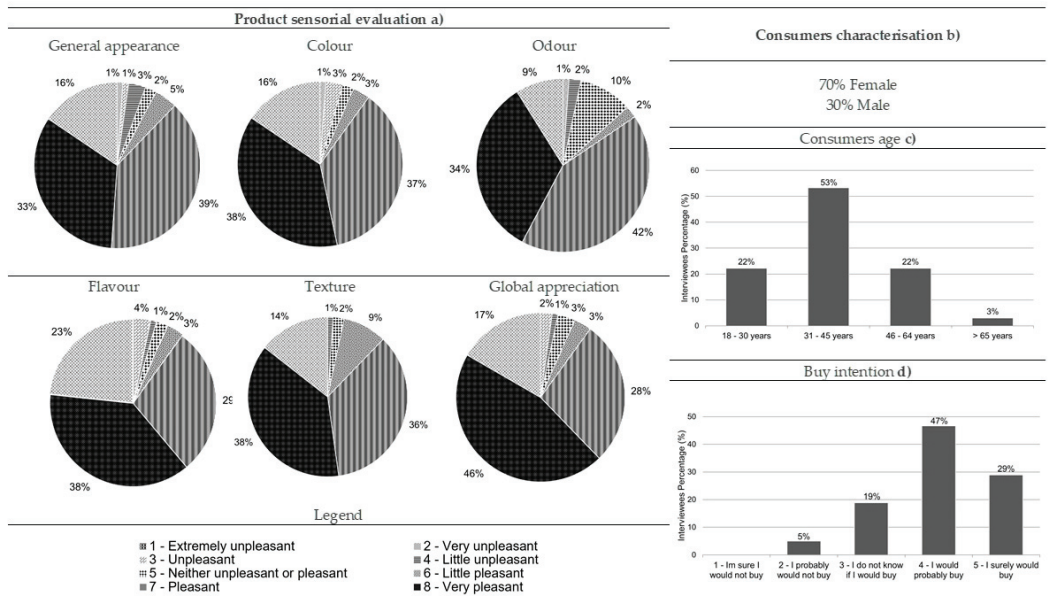 Product sensorial evaluation a)
General appearance
Colour
Odour
16%
1%
1%
3%
2%
5%
39%
33%
16%
1%
3%
2%
3%
37%
38%
9%
1%
2%
10%
2%
42%
34%
Flavour
Texture
Global appreciation
23%
4%
1%
2%
3%
29
38%
14%
1%
2%
9%
36%
38%
17%
2%
1%
3%
3%
28%
46%
Legend
1 - Extremely unpleasant
2 - Very unpleasant
3 - Unpleasant
4 - Little unpleasant
5 - Neither unpleasant or pleasant
6 - Little pleasant
7 - Pleasant
8 - Very pleasant
Consumers characterisation b)
70% Female
30% Male
Consumers age c)
Interviewees Percentage (%)
60
50
40
30
20
10
0
22%
53%
22%
3%
18 - 30 years
31 - 45 years
46 - 64 years
> 65 years
Buy intention d)
Interviewees Percentage (%)
50
40
30
20
10
0
5%
19%
47%
29%
1 - Im sure I
would not buy
2 - I probably
would not buy
3 - I do not know
if I would buy
4 - I would
probably buy
5 - I surely would
buy